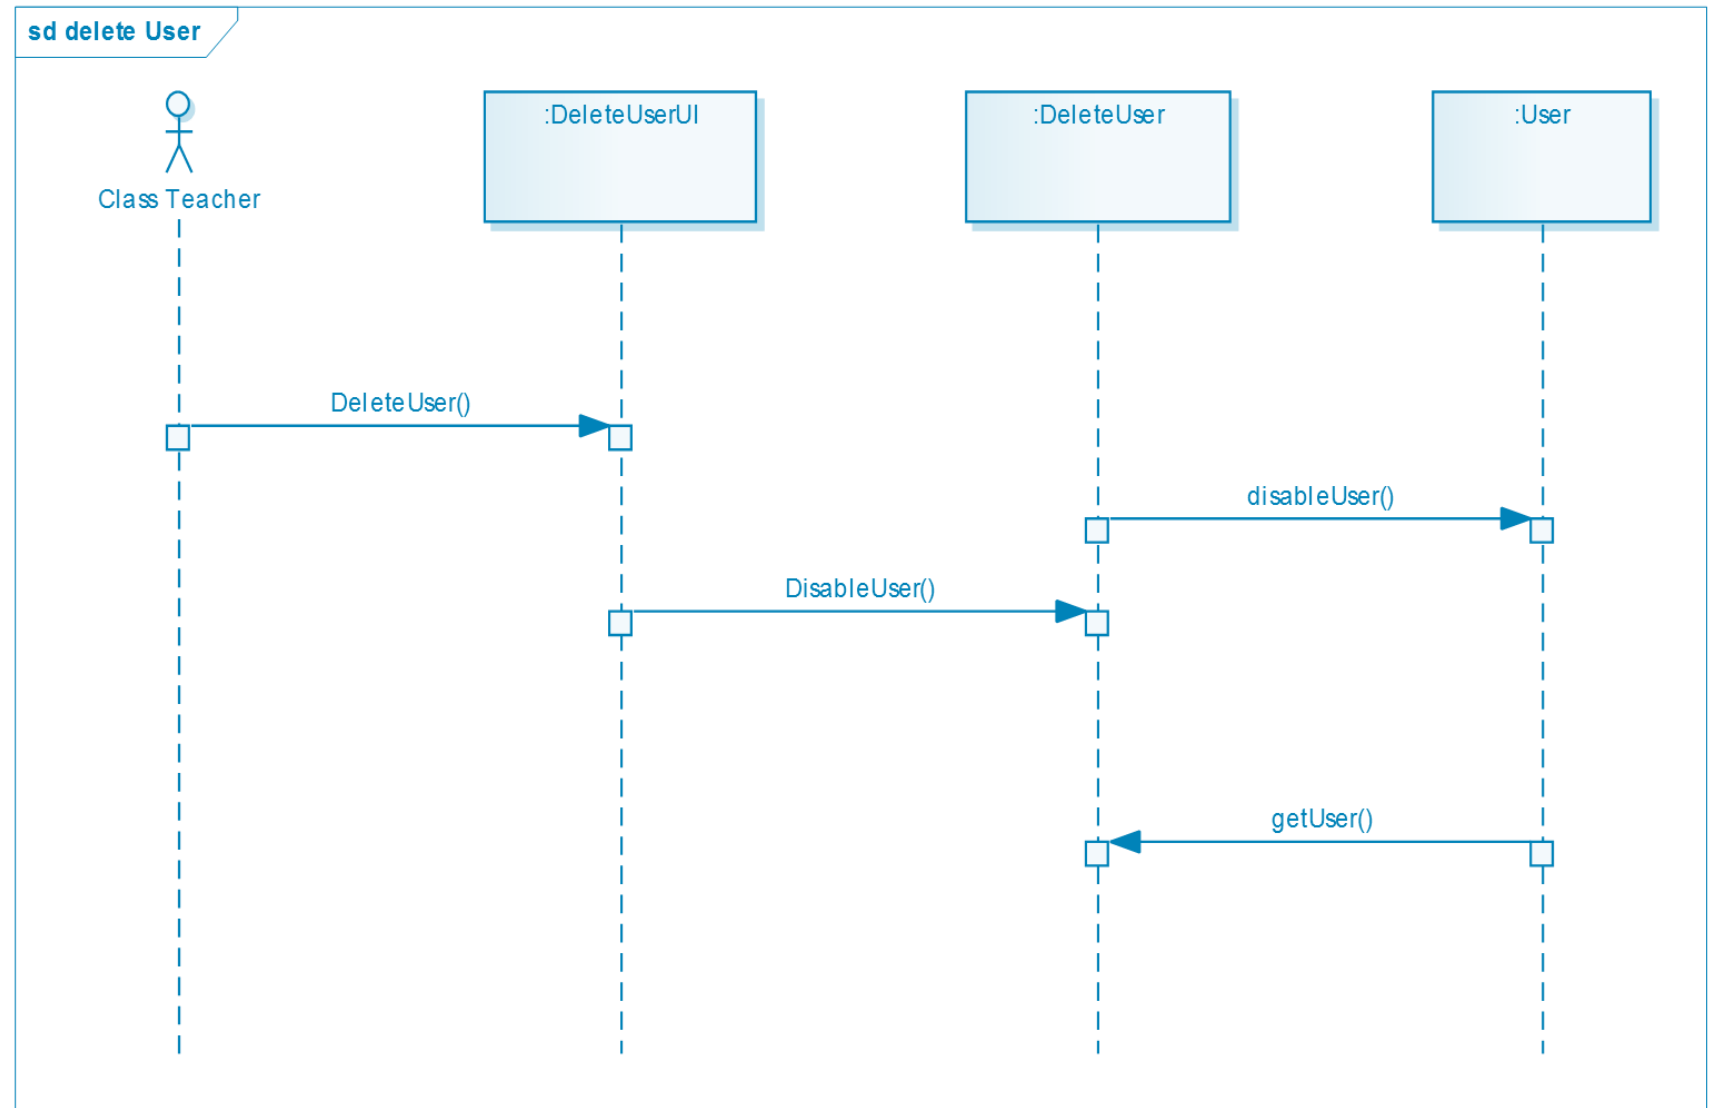 sd delete User
Class Teacher
:DeleteUserUI
:DeleteUser
:User
DeleteUser()
disableUser()
DisableUser()
getUser()